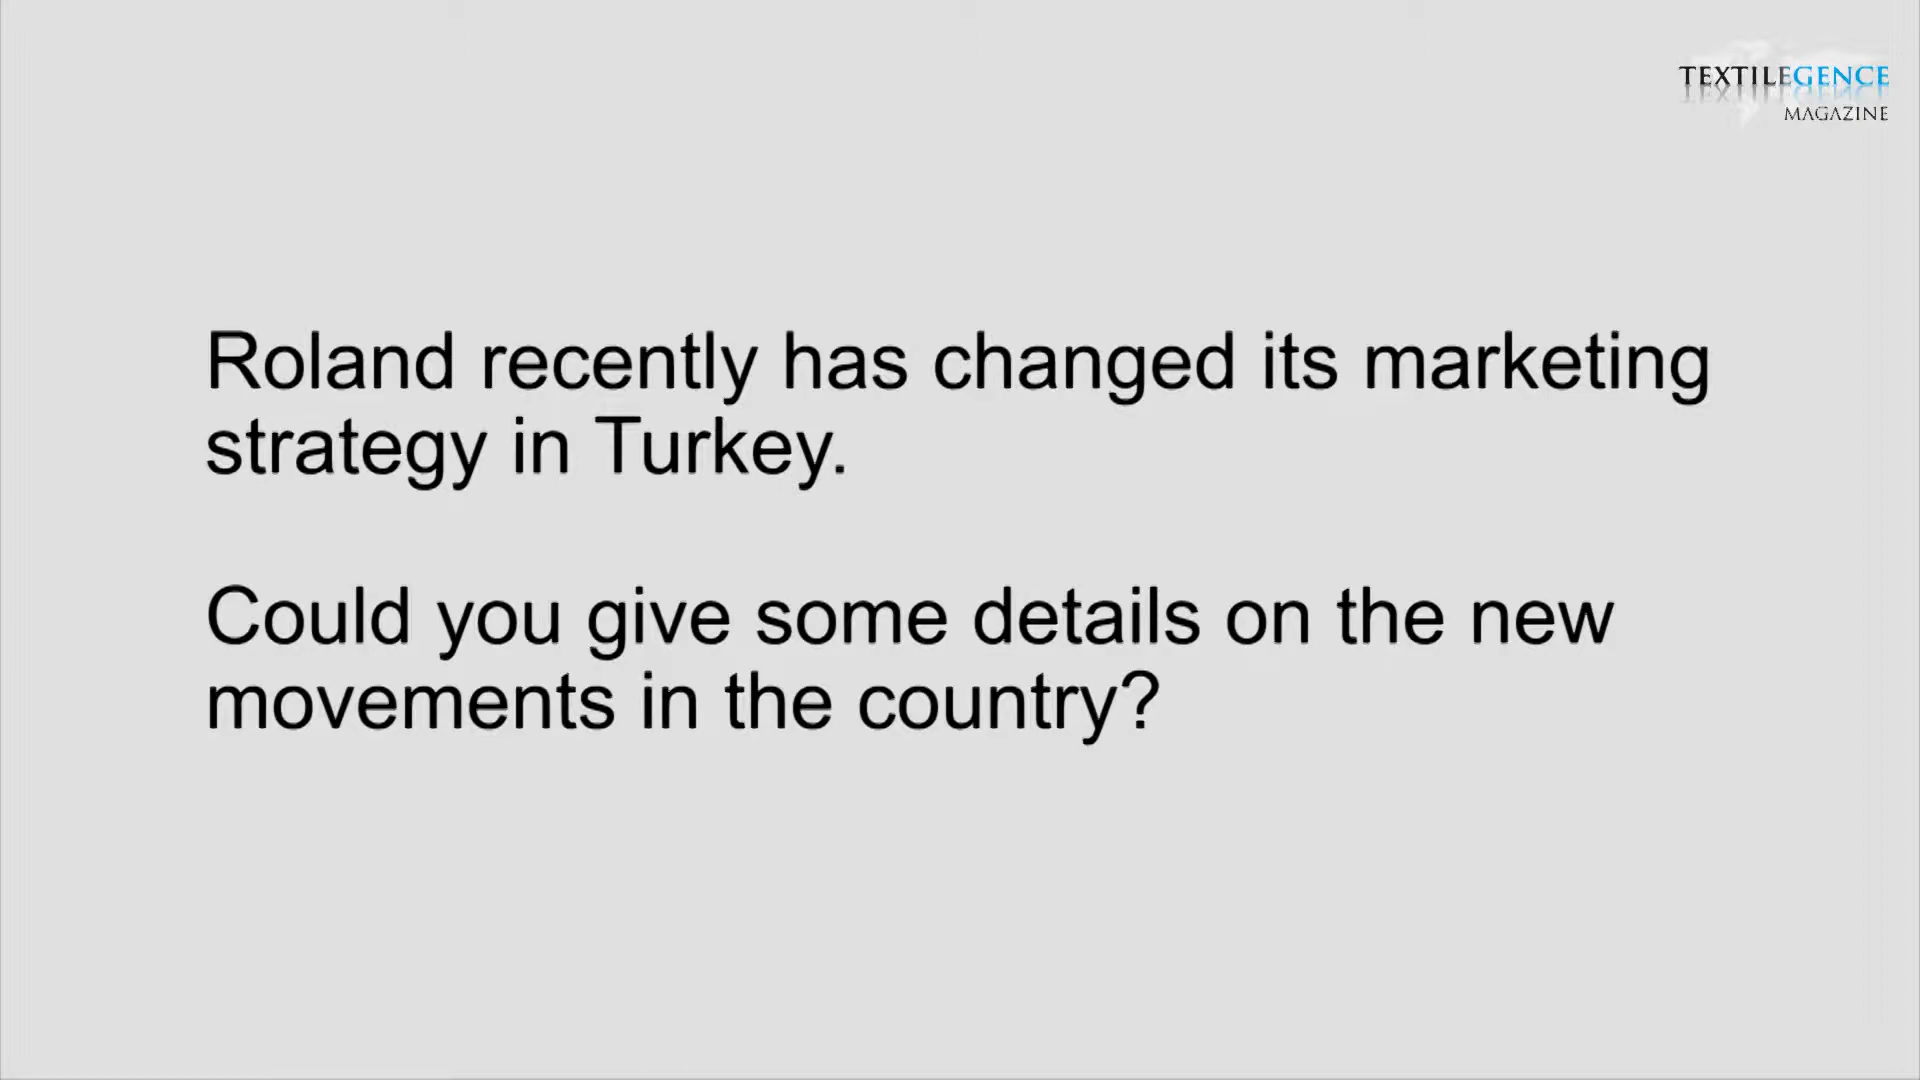 TEXTILEGENCE
MAGAZINE
Roland recently has changed its marketing
strategy in Turkey.
Could you give some details on the new
movements in the country?